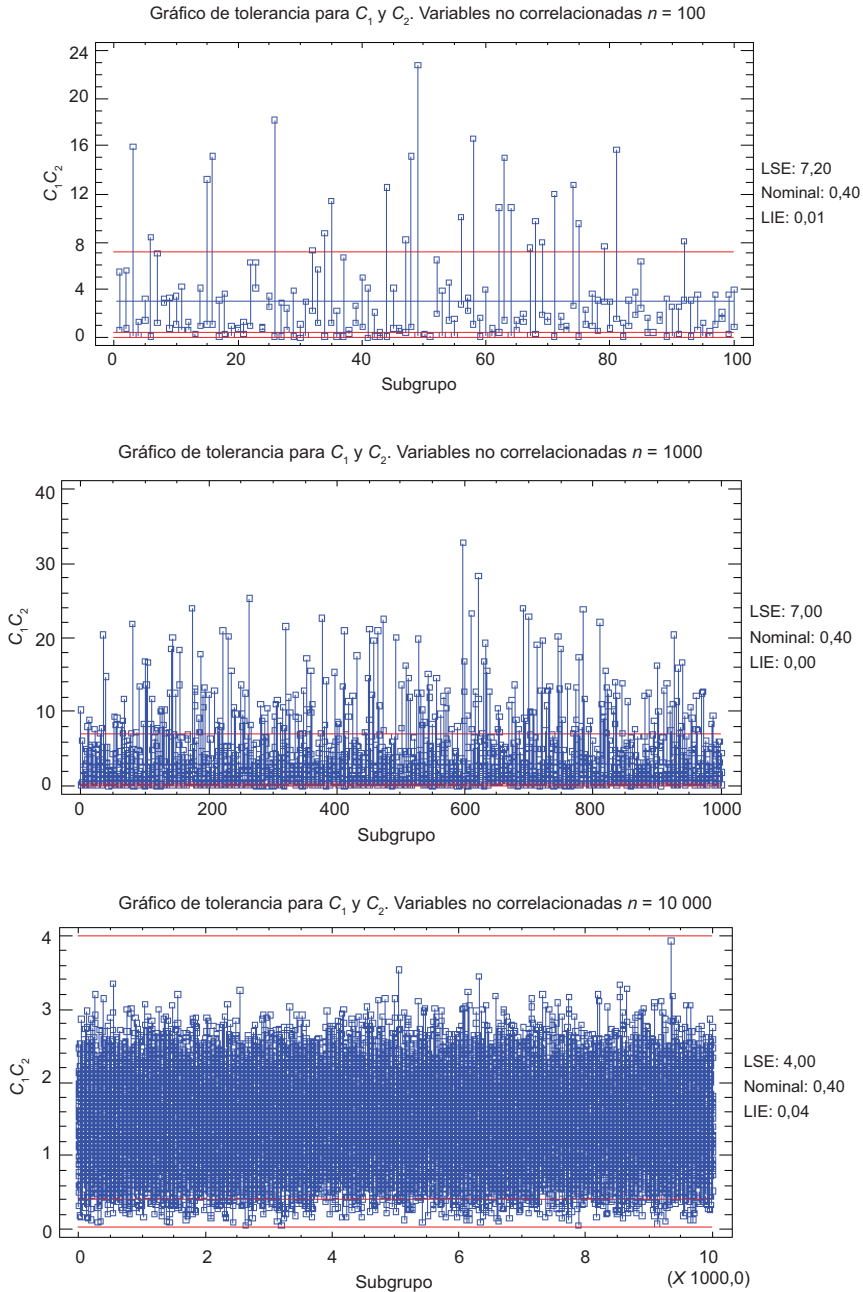 Gráfico de tolerancia para C1 y C2. Variables no correlacionadas n = 100
24
20
16
12
8
4
0
C1C2
0 20 40 60 80 100
Subgrupo
LSE: 7,20
Nominal: 0,40
LIE: 0,01
Gráfico de tolerancia para C1 y C2. Variables no correlacionadas n = 1000
40
30
20
10
0
C1C2
0 200 400 600 800 1000
Subgrupo
LSE: 7,00
Nominal: 0,40
LIE: 0,00
Gráfico de tolerancia para C1 y C2. Variables no correlacionadas n = 10 000
4
3
2
1
0
C1C2
0 2 4 6 8 10
Subgrupo
(X 1000,0)
LSE: 4,00
Nominal: 0,40
LIE: 0,04